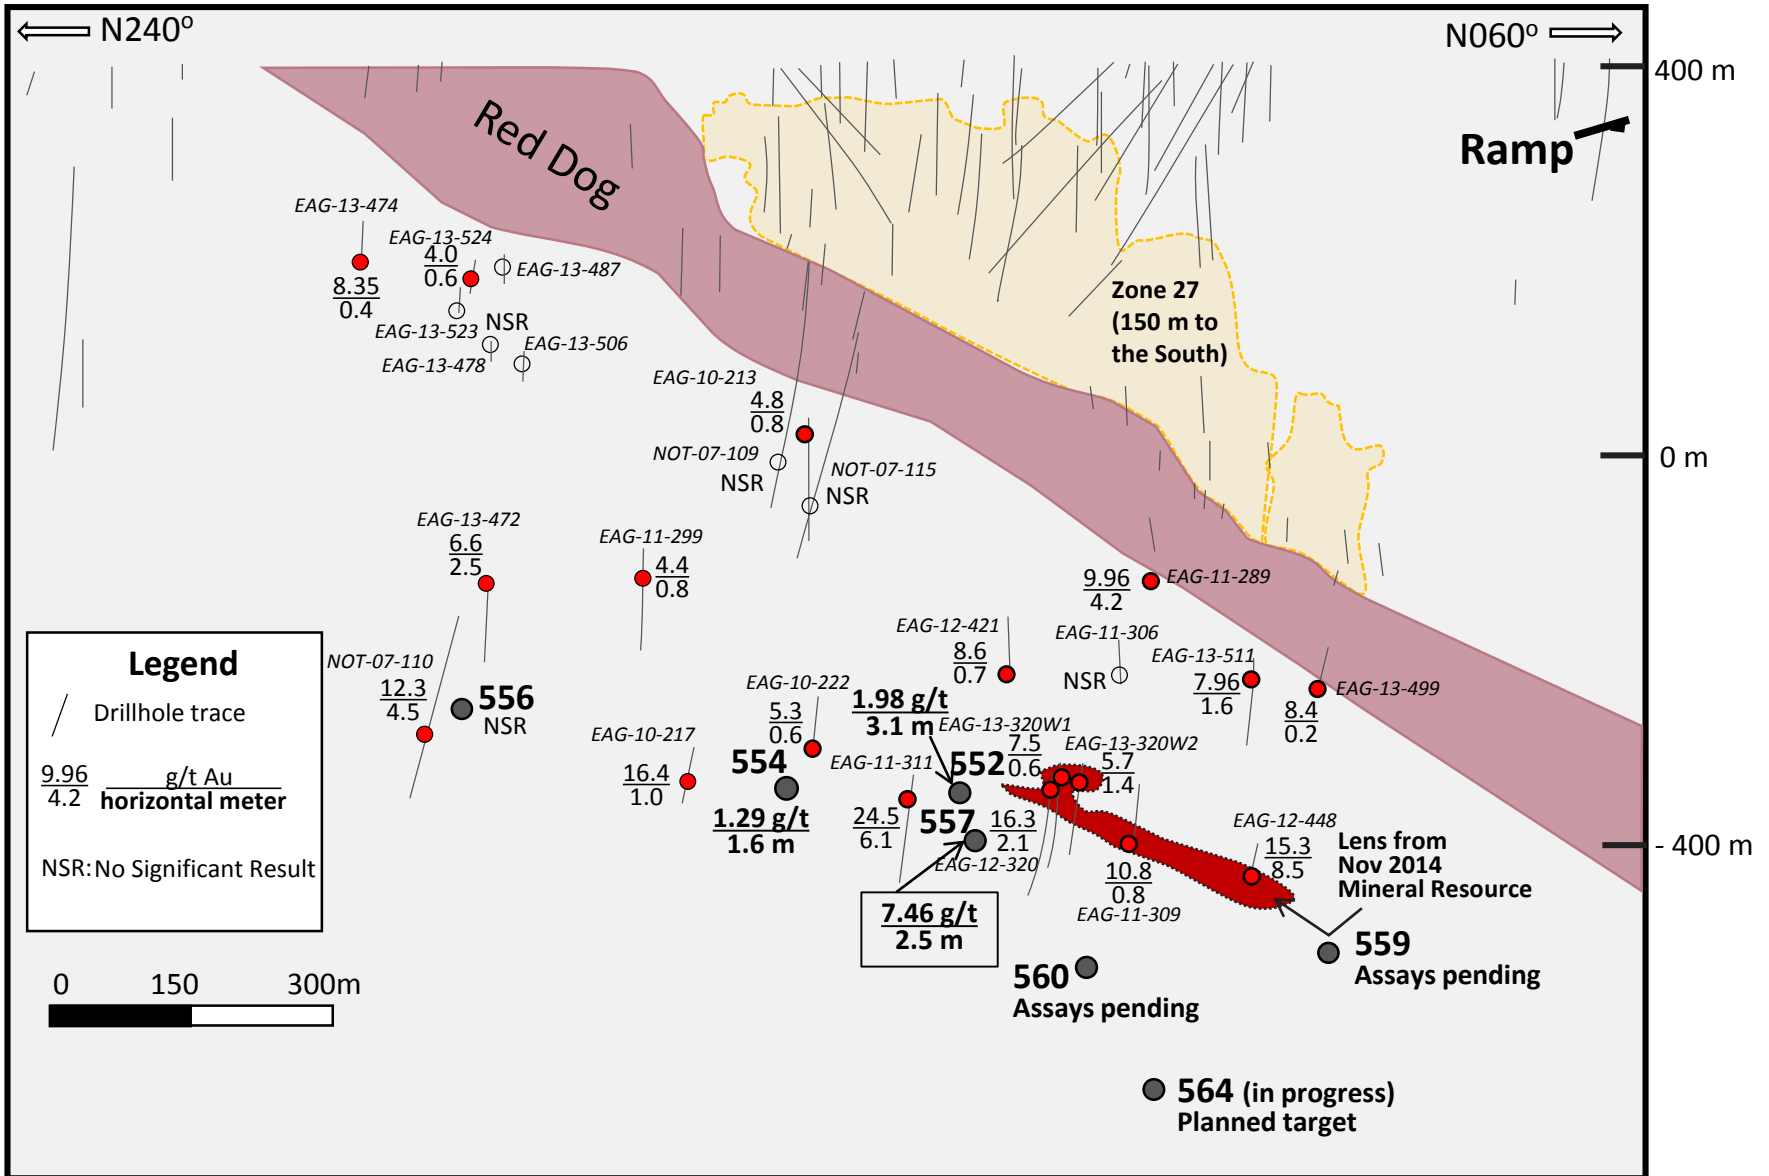 N240º
N060º
400 m
Ramp
Red Dog
EAG-13-474
8.35
0.4
EAG-13-524
4.0
0.6
EAG-13-487
EAG-13-523
NSR
EAG-13-478
EAG-13-506
Zone 27
(150 m to
the South)
EAG-10-213
4.8
0.8
NOT-07-109
NSR
NOT-07-115
NSR
0 m
EAG-13-472
6.6
2.5
EAG-11-299
4.4
0.8
9.96
4.2
EAG-11-289
EAG-12-421
8.6
0.7
EAG-11-306
NSR
EAG-13-511
7.96
1.6
EAG-13-499
8.4
0.2
NOT-07-110
12.3
4.5
556
NSR
EAG-10-222
5.3
0.6
EAG-10-217
16.4
1.0
554
1.29 g/t
1.6 m
1.98 g/t
3.1 m
552
EAG-13-320W1
7.5
0.6
EAG-13-320W2
5.7
1.4
EAG-11-311
24.5
6.1
557
16.3
2.1
EAG-12-320
7.46 g/t
2.5 m
10.8
0.8
EAG-11-309
EAG-12-448
15.3
8.5
Lens from
Nov 2014
Mineral Resource
- 400 m
559
Assays pending
560
Assays pending
564 (in progress)
Planned target
Legend
Drillhole trace
9.96
4.2
g/t Au
horizontal meter
NSR: No Significant Result
0 150 300m